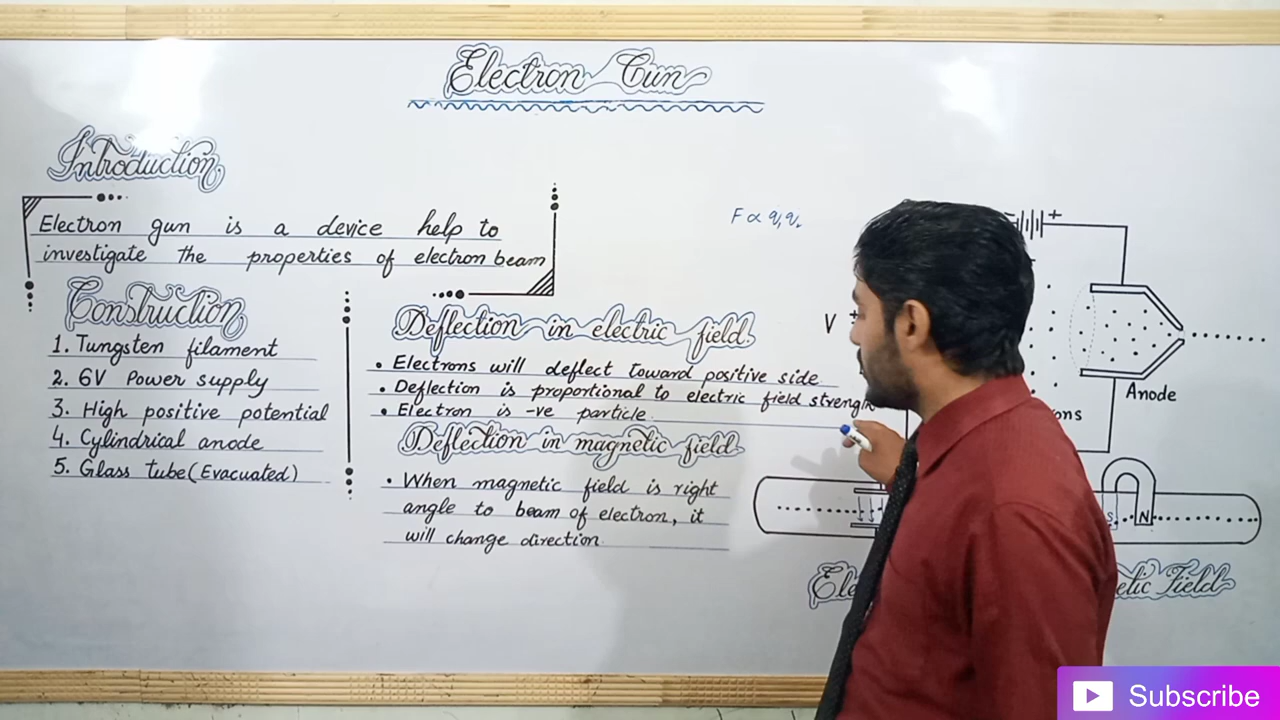 Electron Gun
Introduction
Electron gun is a device help to
investigate the properties of electron beam
Construction
1. Tungsten filament
2. 6V Power supply
3. High positive potential
4. Cylindrical anode
5. Glass tube (Evacuated)
Deflection in electric field.
• Electrons will deflect toward positive side
• Deflection is proportional to electric field strength
• Electron is -ve particle.
Deflection in magnetic field.
• When magnetic field is right
angle to beam of electron, it
will change direction.
F ∝ q₁q₂
- +
V +
Anode
S N
Field
Subscribe